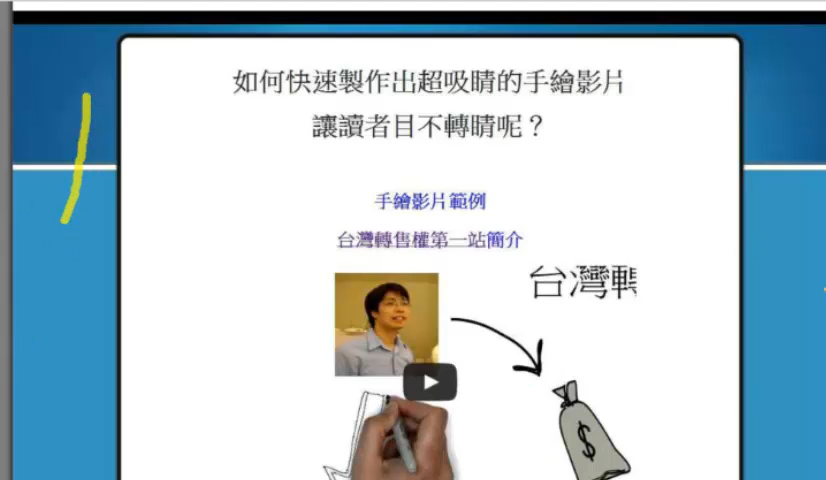 如何快速製作出超吸睛的手繪影片
讓讀者目不轉睛呢？
手繪影片範例
台灣轉售權第一站簡介
台灣轉
$